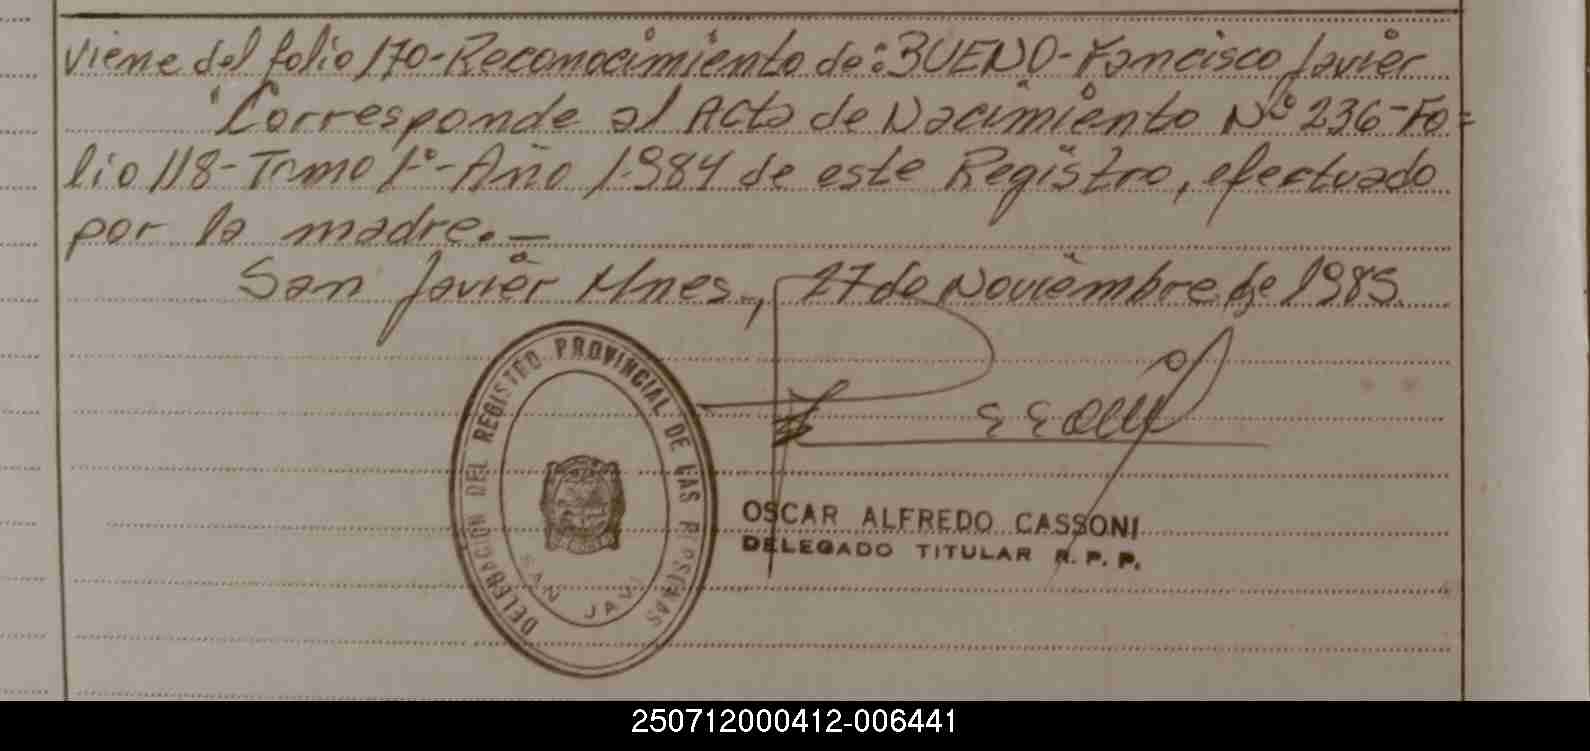 Viene del folio 170-Reconocimiento de: BUENO-Francisco Javier
Corresponde al Acta de Nacimiento Nº 236-Fo=
lio 118-Tomo 1º-Año 1.984 de este Registro, efectuado
por la madre.-
San Javier Mnes., 27 de Noviembre de 1985.
DELEGACIÓN DEL REGISTRO PROVINCIAL DE LAS PERSONAS
SAN JAVI
OSCAR ALFREDO CASSONI
DELEGADO TITULAR R. P. P.
250712000412-006441